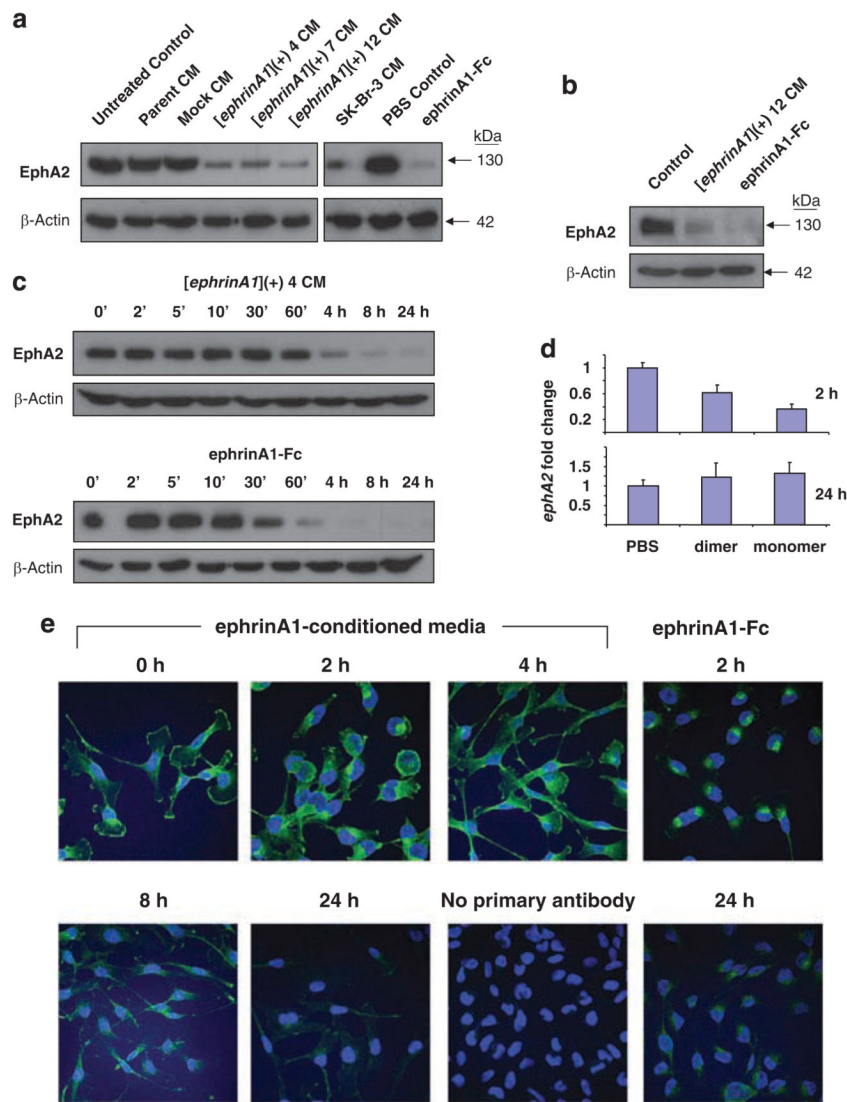 a
Untreated Control
Parent CM
Mock CM
[ephrinA1](+) 4 CM
[ephrinA1](+) 7 CM
[ephrinA1](+) 12 CM
SK-Br-3 CM
PBS Control
ephrinA1-Fc
kDa
EphA2
130
β-Actin
42
b
Control
[ephrinA1](+) 12 CM
ephrinA1-Fc
kDa
EphA2
130
β-Actin
42
c
[ephrinA1](+) 4 CM
0’ 2’ 5’ 10’ 30’ 60’ 4 h 8 h 24 h
EphA2
β-Actin
ephrinA1-Fc
0’ 2’ 5’ 10’ 30’ 60’ 4 h 8 h 24 h
EphA2
β-Actin
d
ephA2 fold change
1
0.6
0.2
2 h
1.5
1
0.5
24 h
PBS dimer monomer
e
ephrinA1-conditioned media ephrinA1-Fc
0 h 2 h 4 h 2 h
8 h 24 h No primary antibody 24 h